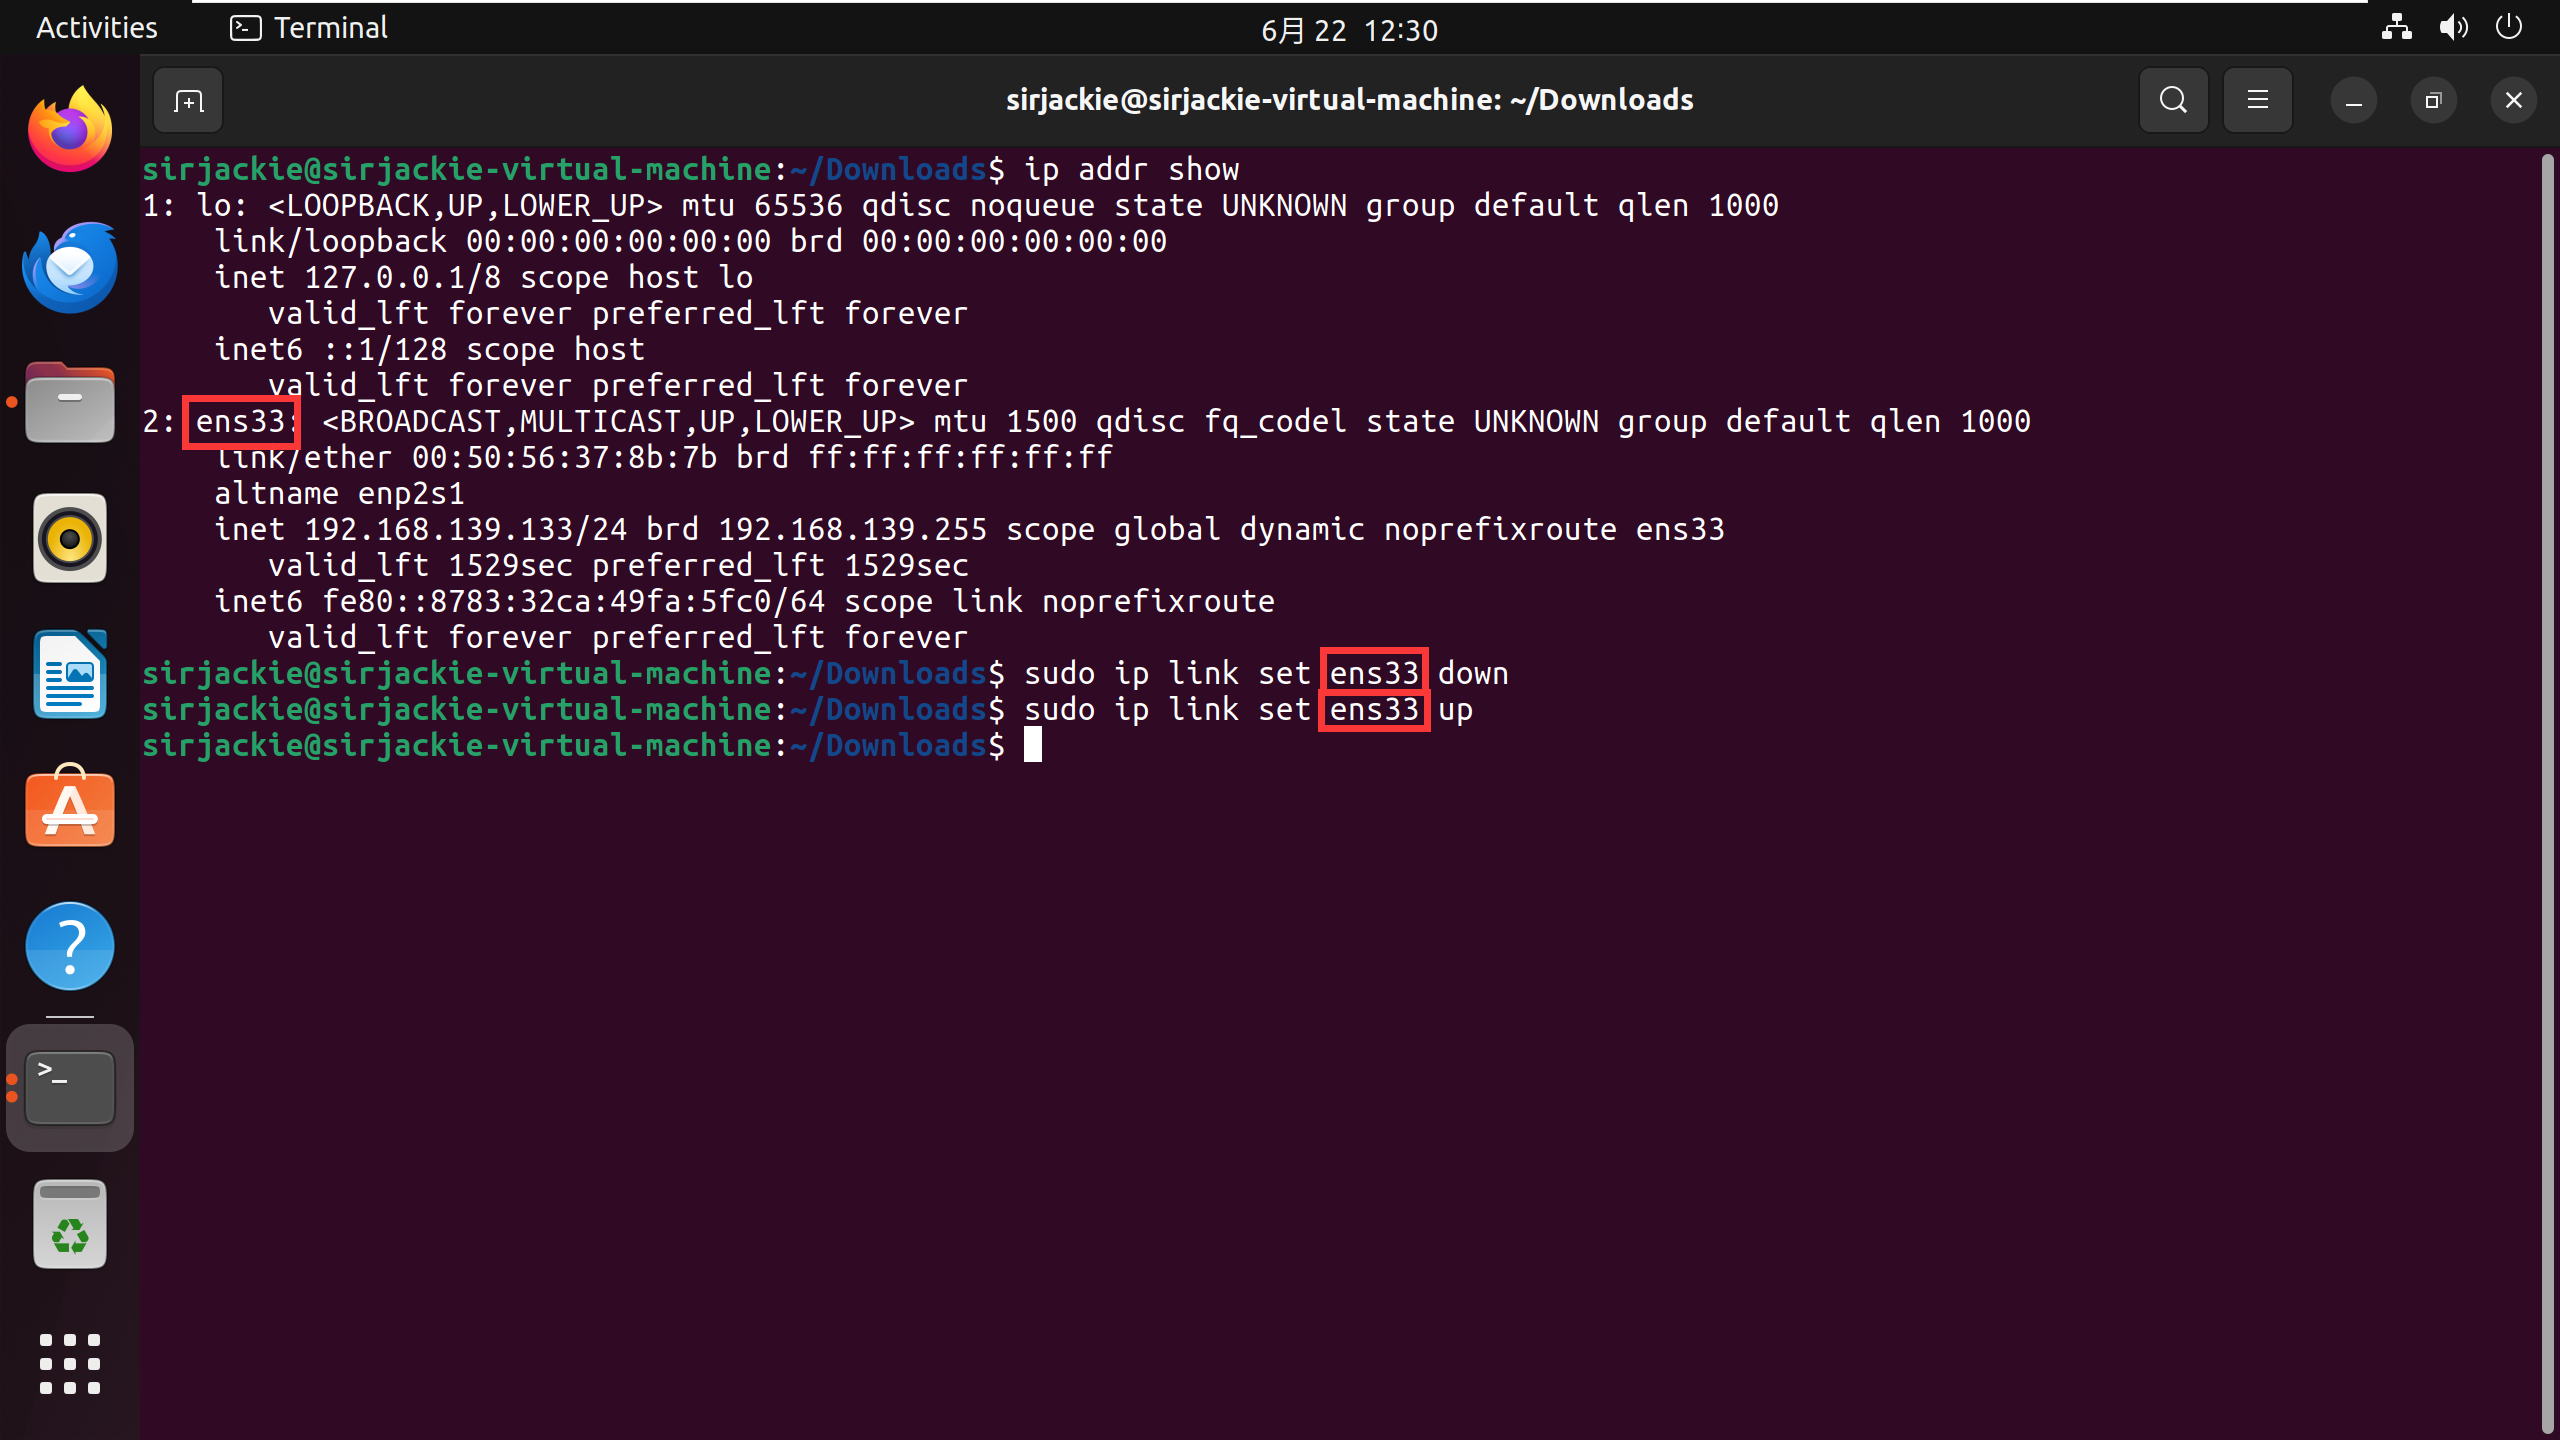 Activities
Terminal
6月 22 12:30
sirjackie@sirjackie-virtual-machine: ~/Downloads
sirjackie@sirjackie-virtual-machine:~/Downloads$ ip addr show
1: lo: <LOOPBACK,UP,LOWER_UP> mtu 65536 qdisc noqueue state UNKNOWN group default qlen 1000
    link/loopback 00:00:00:00:00:00 brd 00:00:00:00:00:00
    inet 127.0.0.1/8 scope host lo
       valid_lft forever preferred_lft forever
    inet6 ::1/128 scope host
       valid_lft forever preferred_lft forever
2: ens33: <BROADCAST,MULTICAST,UP,LOWER_UP> mtu 1500 qdisc fq_codel state UNKNOWN group default qlen 1000
    link/ether 00:50:56:37:8b:7b brd ff:ff:ff:ff:ff:ff
    altname enp2s1
    inet 192.168.139.133/24 brd 192.168.139.255 scope global dynamic noprefixroute ens33
       valid_lft 1529sec preferred_lft 1529sec
    inet6 fe80::8783:32ca:49fa:5fc0/64 scope link noprefixroute
       valid_lft forever preferred_lft forever
sirjackie@sirjackie-virtual-machine:~/Downloads$ sudo ip link set ens33 down
sirjackie@sirjackie-virtual-machine:~/Downloads$ sudo ip link set ens33 up
sirjackie@sirjackie-virtual-machine:~/Downloads$